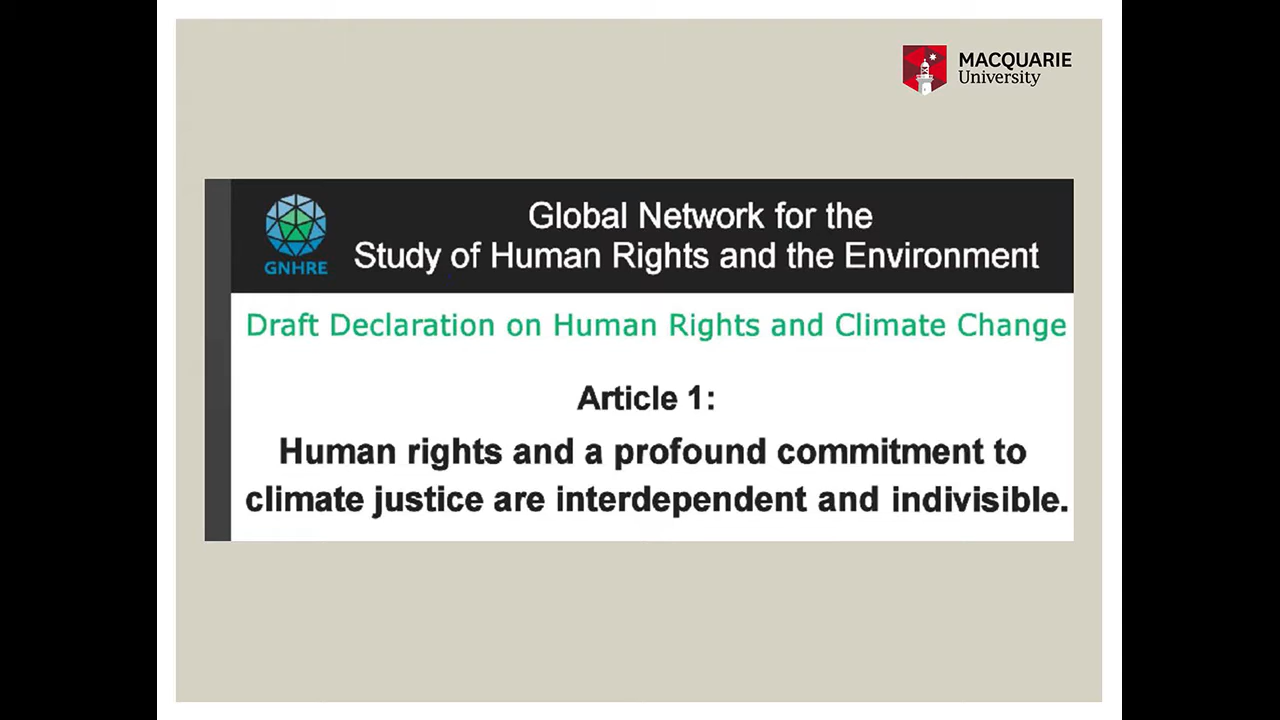 MACQUARIE
University
Global Network for the
Study of Human Rights and the Environment
GNHRE
Draft Declaration on Human Rights and Climate Change
Article 1:
Human rights and a profound commitment to
climate justice are interdependent and indivisible.